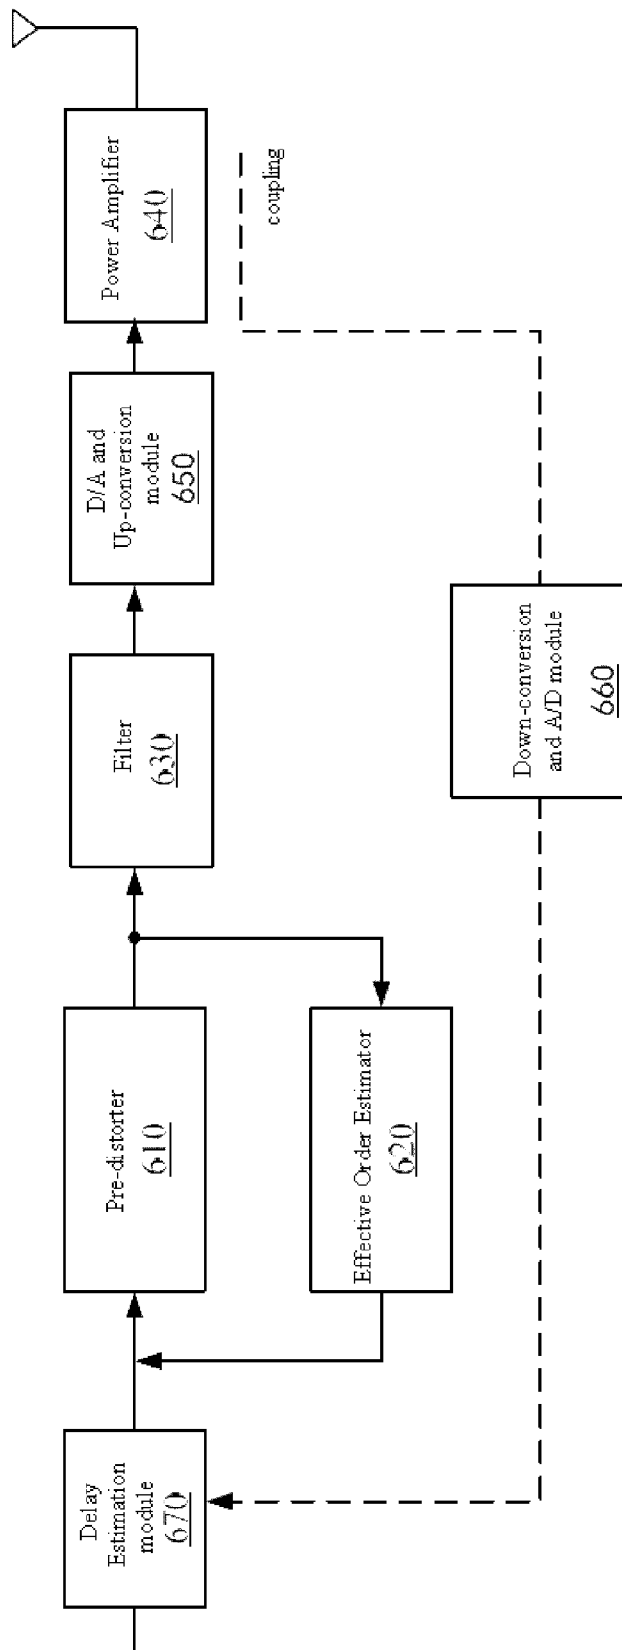 Delay
Estimation
module
670
Pre-distorter
610
Effective Order Estimator
620
Filter
630
D/A and
Up-conversion
module
650
Power Amplifier
640
coupling
Down-conversion
and A/D module
660